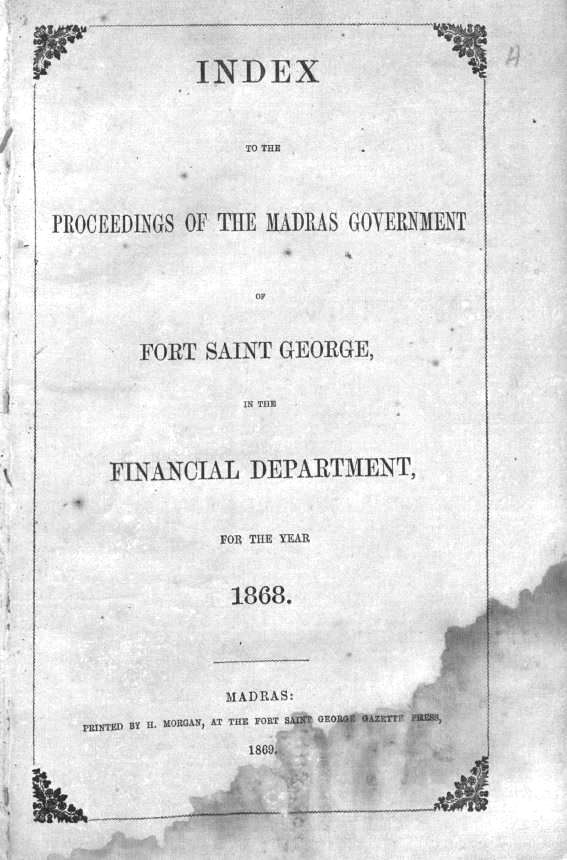 A
INDEX
TO THE
PROCEEDINGS OF THE MADRAS GOVERNMENT
OF
FORT SAINT GEORGE,
IN THE
FINANCIAL DEPARTMENT,
FOR THE YEAR
1868.
MADRAS:
PRINTED BY H. MORGAN, AT THE FORT SAINT GEORGE GAZETTE PRESS,
1869.